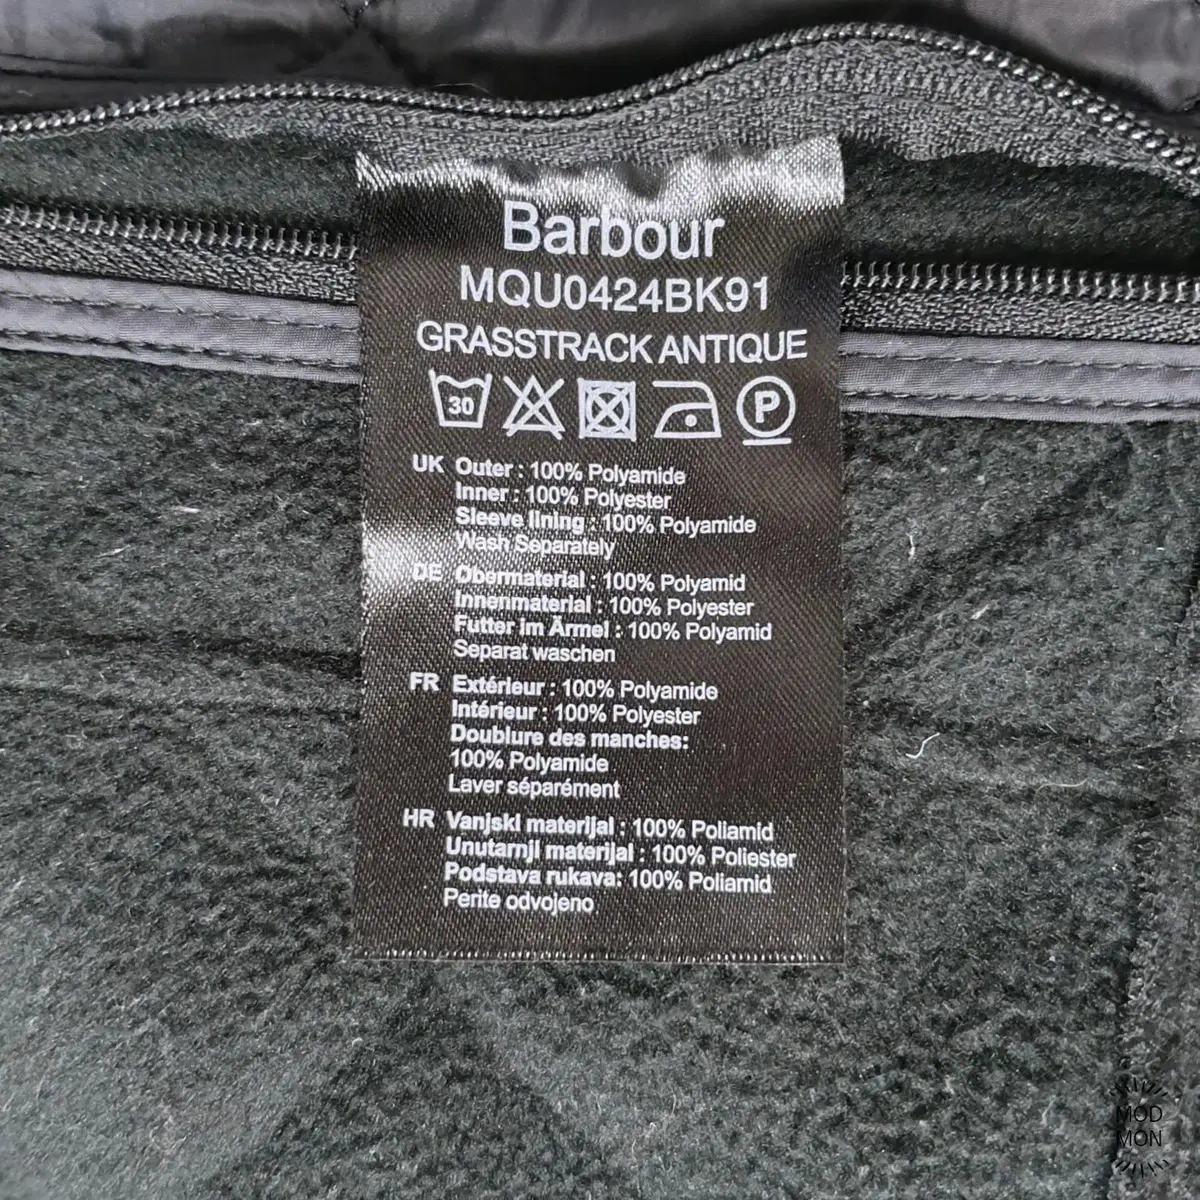 Barbour
MQU0424BK91
GRASSTRACK ANTIQUE
30 P
UK Outer : 100% Polyamide
Inner : 100% Polyester
Sleeve lining : 100% Polyamide
Wash Separately
DE Obermaterial : 100% Polyamid
Innenmaterial : 100% Polyester
Futter im Ärmel : 100% Polyamid
Separat waschen
FR Extérieur : 100% Polyamide
Intérieur : 100% Polyester
Doublure des manches:
100% Polyamide
Laver séparément
HR Vanjski materijal : 100% Poliamid
Unutarnji materijal : 100% Poliester
Podstava rukava: 100% Poliamid
Perite odvojeno
MOD
MON